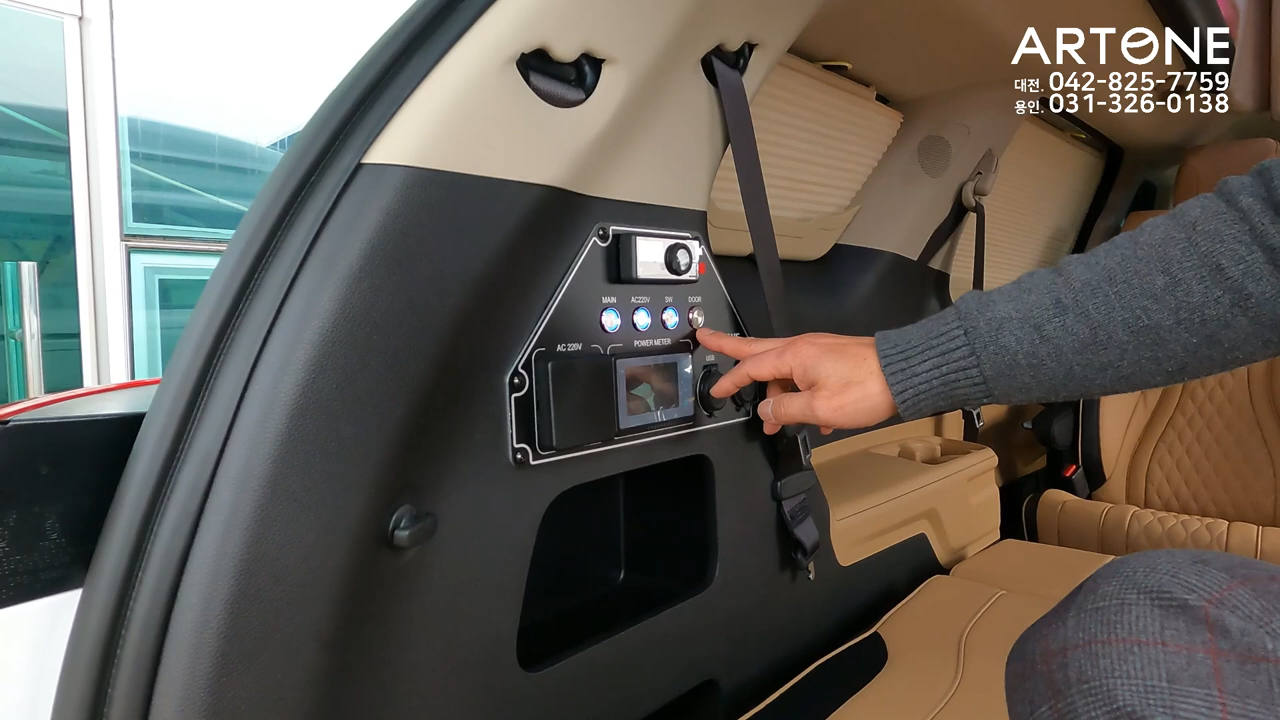 ARTONE
대전. 042-825-7759
용인. 031-326-0138
MAIN AC220V SW DOOR
AC 220V POWER METER
USB